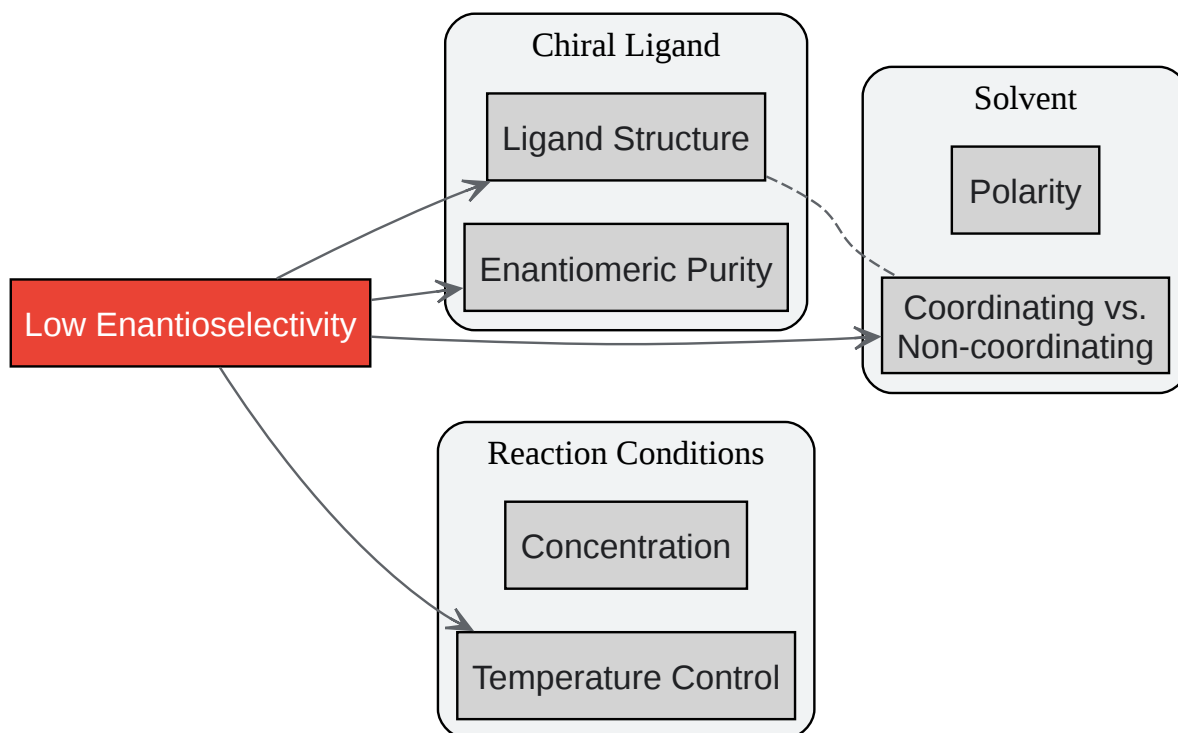 Chiral Ligand
Ligand Structure
Enantiomeric Purity
Solvent
Polarity
Coordinating vs.
Non-coordinating
Low Enantioselectivity
Reaction Conditions
Concentration
Temperature Control